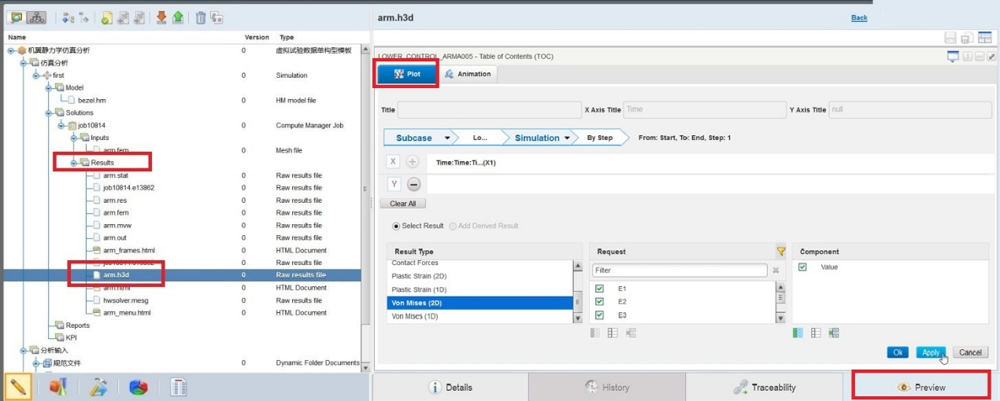 arm.h3d
Back
Name Version Type
机翼静力学仿真分析 0 虚拟试验数据单构型模板
仿真分析
first 0 Simulation
Model
bezel.hm 0 HM model file
Solutions
job10814 0 Compute Manager Job
Inputs
arm.fem 0 Mesh file
Results
arm.stat 0 Raw results file
job10814.e13862 0 Raw results file
arm.res 0 Raw results file
arm.fem 0 Raw results file
arm.mvw 0 Raw results file
arm.out 0 Raw results file
arm_frames.html 0 HTML Document
0 Raw results file
arm.h3d 0 Raw results file
arm.html 0 HTML Document
hwsolver.mesg 0 Raw results file
arm_menu.html 0 HTML Document
Reports
KPI
分析输入
规范文件 0 Dynamic Folder Documents
LOWER_CONTROL_ARMA005 - Table of Contents (TOC)
Plot Animation
Title X Axis Title Time Y Axis Title null
Subcase Lo... Simulation By Step From: Start, To: End, Step: 1
X Time:Time:Ti...(X1)
Y
Clear All
Select Result Add Derived Result
Result Type
Contact Forces
Plastic Strain (2D)
Plastic Strain (1D)
Von Mises (2D)
Von Mises (1D)
Request
Filter
E1
E2
E3
Component
Value
Ok Apply Cancel
Details History Traceability Preview